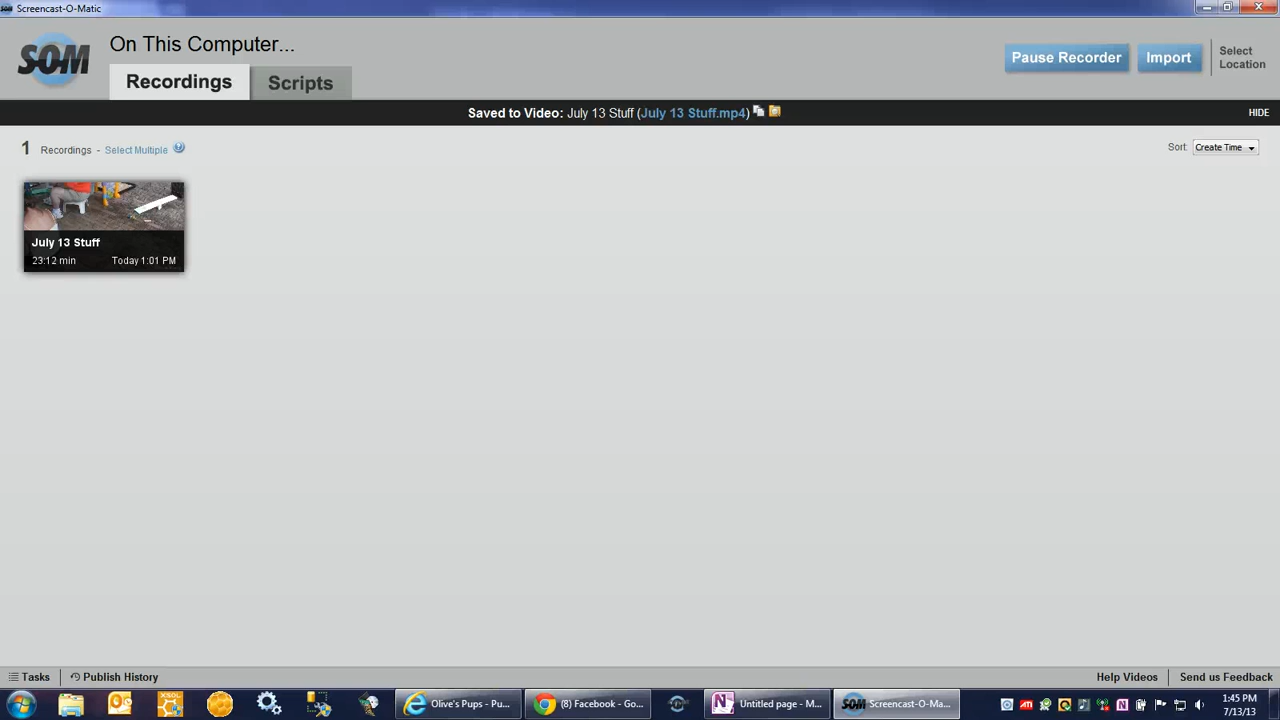 Screencast-O-Matic
SOM
On This Computer...
Recordings
Scripts
Pause Recorder
Import
Select
Location
Saved to Video: July 13 Stuff (July 13 Stuff.mp4)
HIDE
1 Recordings - Select Multiple ?
Sort: Create Time
July 13 Stuff
23:12 min Today 1:01 PM
Tasks
Publish History
Help Videos
Send us Feedback
Olive's Pups - Pu...
(8) Facebook - Go...
Untitled page - M...
SOM Screencast-O-Ma...
1:45 PM
7/13/13